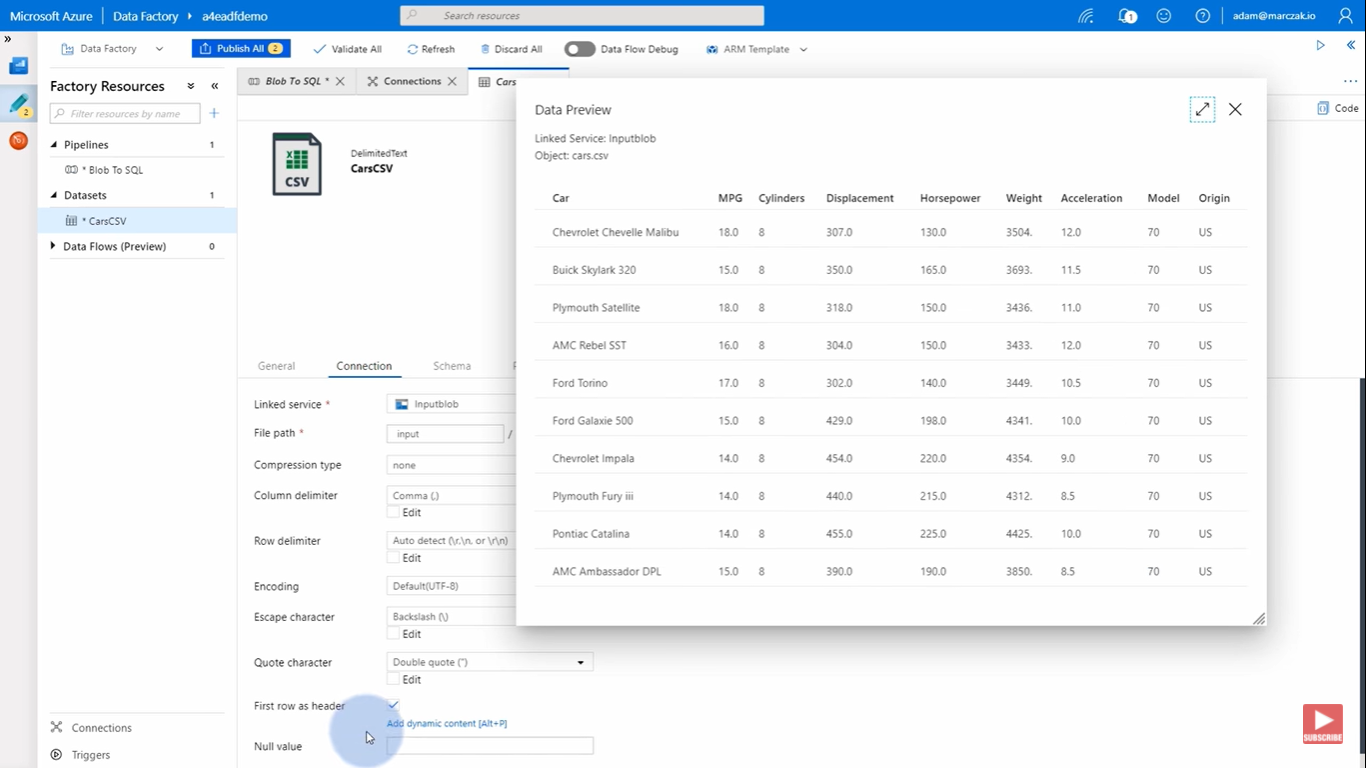 Microsoft Azure Data Factory a4eadfdemo Search resources 1 adam@marczak.io
» Data Factory Publish All 2 Validate All Refresh Discard All Data Flow Debug ARM Template «
Factory Resources «
Blob To SQL * Connections Cars
Filter resources by name +
2
Pipelines 1
* Blob To SQL
Datasets 1
* CarsCSV
Data Flows (Preview) 0
Connections
Triggers
Code
CSV
DelimitedText
CarsCSV
General Connection Schema P
Linked service * Inputblob
File path * input /
Compression type none
Column delimiter Comma (,)
Edit
Row delimiter Auto detect (\r,\n, or \r\n)
Edit
Encoding Default(UTF-8)
Escape character Backslash (\)
Edit
Quote character Double quote (")
Edit
First row as header
Add dynamic content [Alt+P]
Null value
Data Preview
Linked Service: Inputblob
Object: cars.csv
Car MPG Cylinders Displacement Horsepower Weight Acceleration Model Origin
Chevrolet Chevelle Malibu 18.0 8 307.0 130.0 3504. 12.0 70 US
Buick Skylark 320 15.0 8 350.0 165.0 3693. 11.5 70 US
Plymouth Satellite 18.0 8 318.0 150.0 3436. 11.0 70 US
AMC Rebel SST 16.0 8 304.0 150.0 3433. 12.0 70 US
Ford Torino 17.0 8 302.0 140.0 3449. 10.5 70 US
Ford Galaxie 500 15.0 8 429.0 198.0 4341. 10.0 70 US
Chevrolet Impala 14.0 8 454.0 220.0 4354. 9.0 70 US
Plymouth Fury iii 14.0 8 440.0 215.0 4312. 8.5 70 US
Pontiac Catalina 14.0 8 455.0 225.0 4425. 10.0 70 US
AMC Ambassador DPL 15.0 8 390.0 190.0 3850. 8.5 70 US
SUBSCRIBE